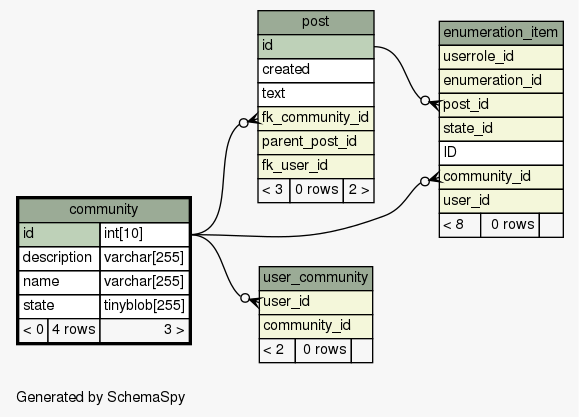 post
id
created
text
fk_community_id
parent_post_id
fk_user_id
< 3 0 rows 2 >
enumeration_item
userrole_id
enumeration_id
post_id
state_id
ID
community_id
user_id
< 8 0 rows
community
id int[10]
description varchar[255]
name varchar[255]
state tinyblob[255]
< 0 4 rows 3 >
user_community
user_id
community_id
< 2 0 rows
Generated by SchemaSpy